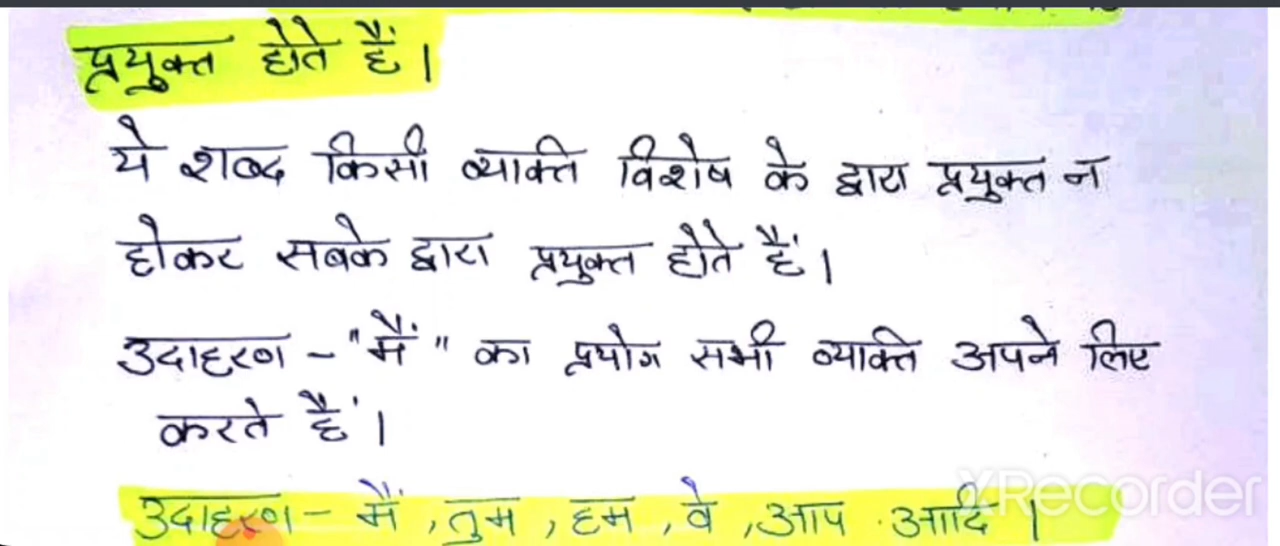 प्रयुक्त होते हैं।
ये शब्द किसी व्यक्ति विशेष के द्वारा प्रयुक्त न
होकर सबके द्वारा प्रयुक्त होते हैं।
उदाहरण - "मैं" का प्रयोग सभी व्यक्ति अपने लिए
करते हैं।
उदाहरण - मैं, तुम, हम, वे, आप आदि।
XRecorder